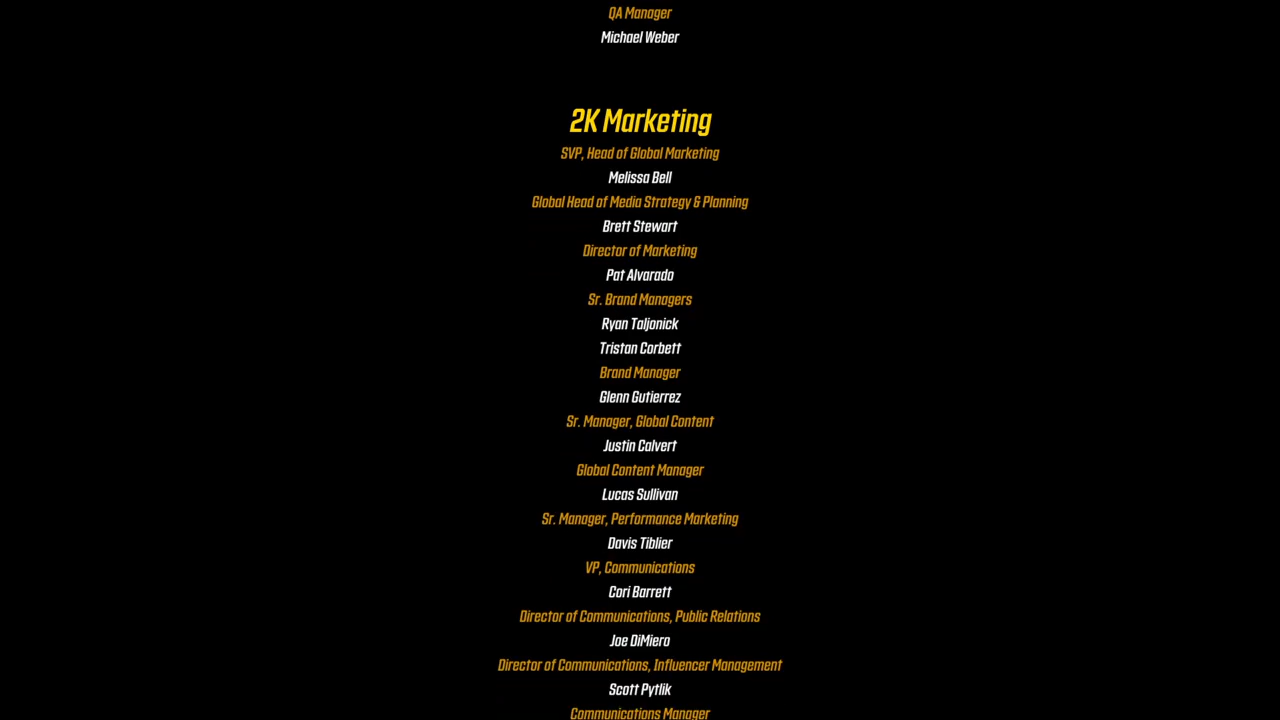 QA Manager
Michael Weber
2K Marketing
SVP, Head of Global Marketing
Melissa Bell
Global Head of Media Strategy & Planning
Brett Stewart
Director of Marketing
Pat Alvarado
Sr. Brand Managers
Ryan Taljonick
Tristan Corbett
Brand Manager
Glenn Gutierrez
Sr. Manager, Global Content
Justin Calvert
Global Content Manager
Lucas Sullivan
Sr. Manager, Performance Marketing
Davis Tiblier
VP, Communications
Cori Barrett
Director of Communications, Public Relations
Joe DiMiero
Director of Communications, Influencer Management
Scott Pytlik
Communications Manager